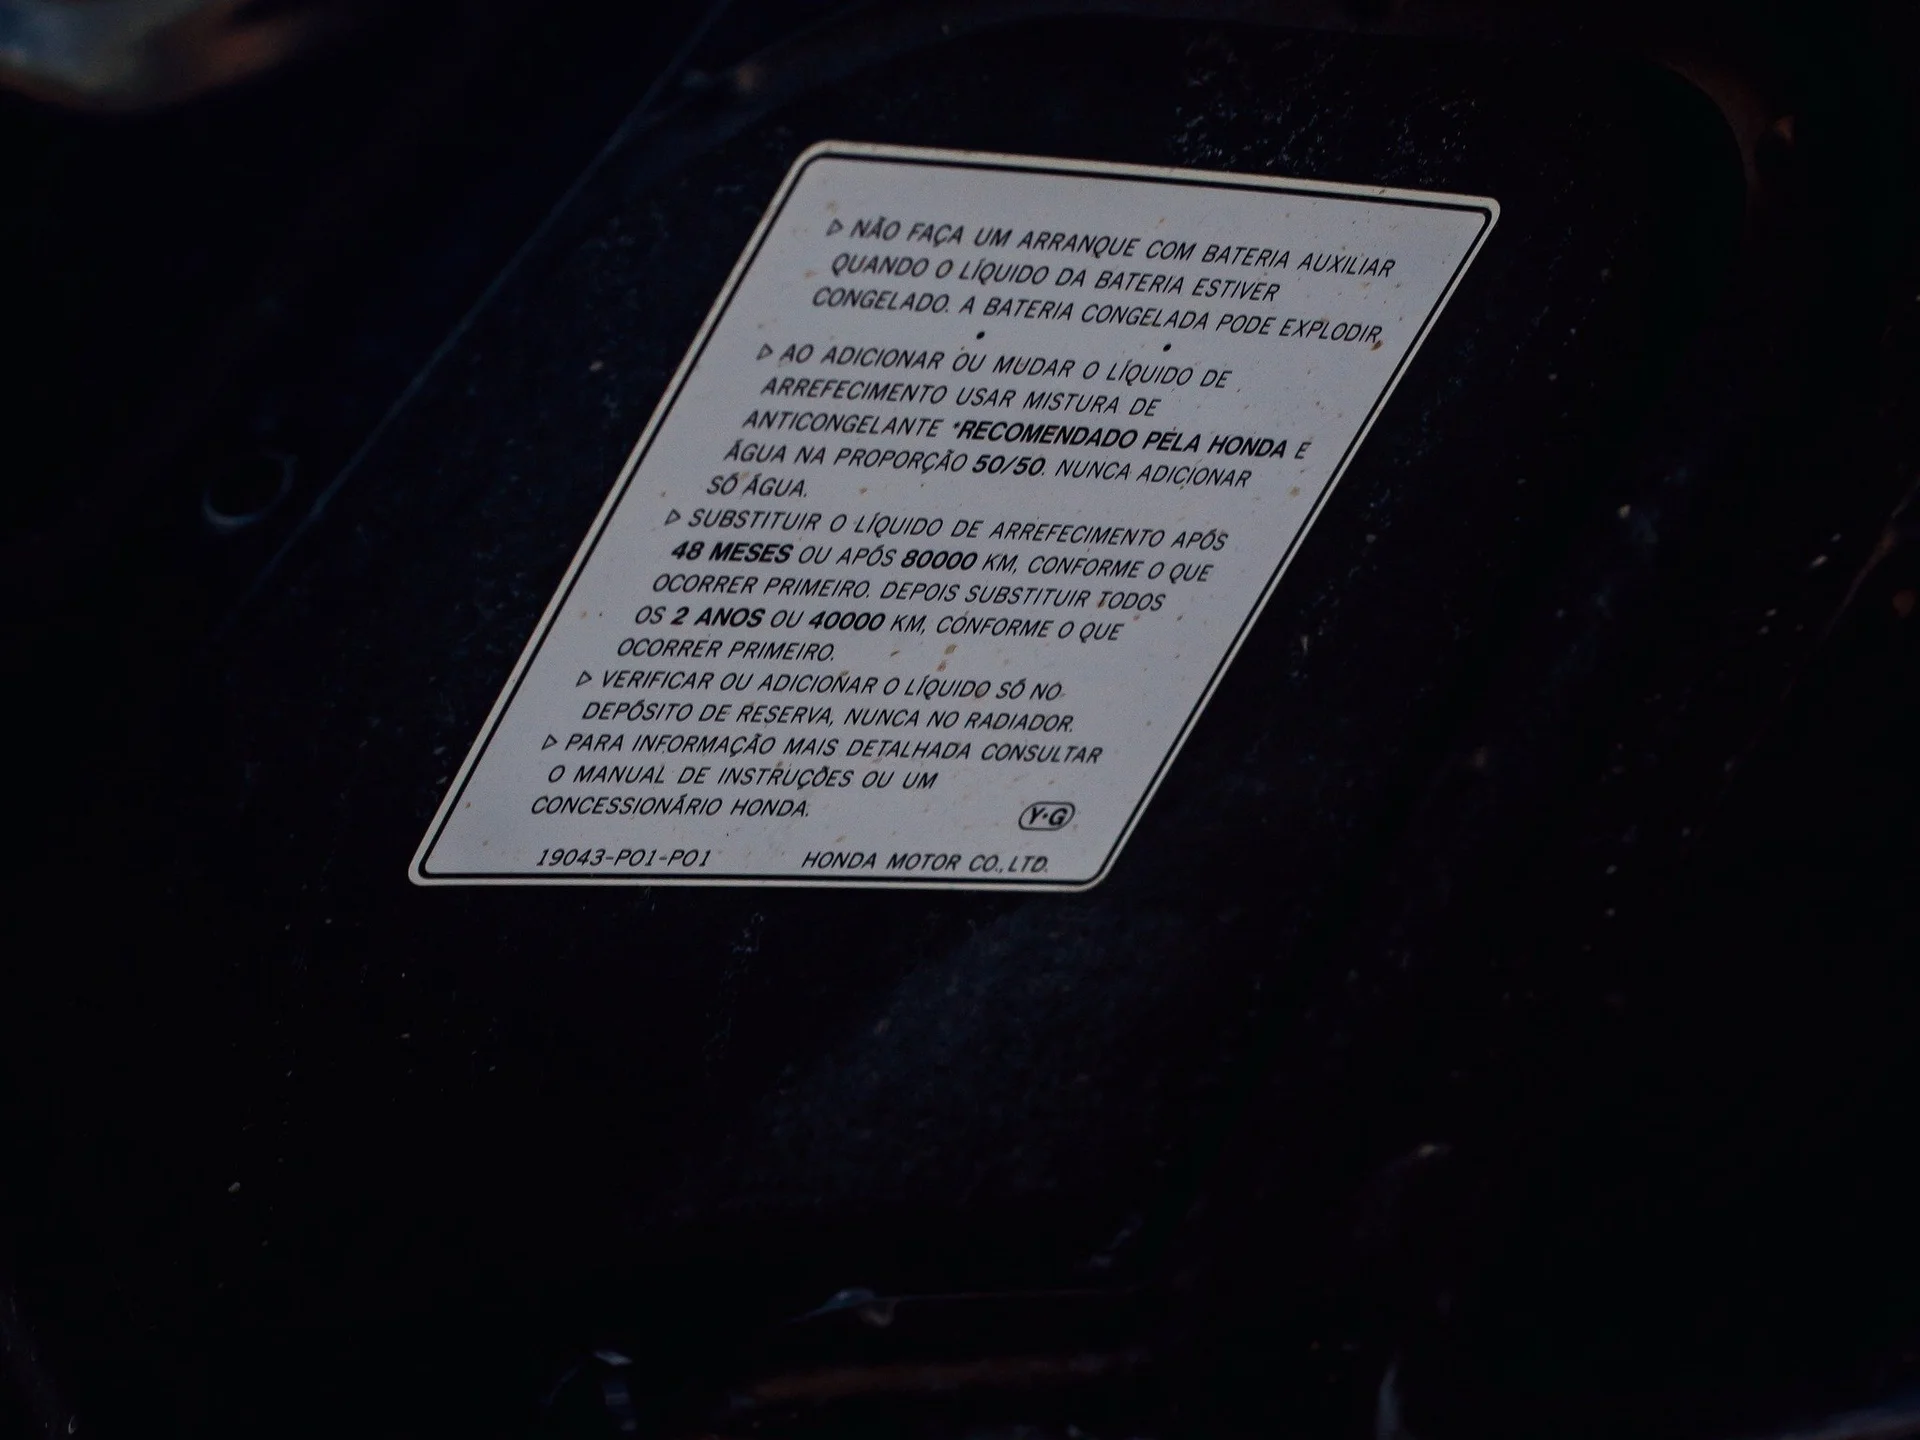 ▷ NÃO FAÇA UM ARRANQUE COM BATERIA AUXILIAR
QUANDO O LÍQUIDO DA BATERIA ESTIVER
CONGELADO. A BATERIA CONGELADA PODE EXPLODIR.
▷ AO ADICIONAR OU MUDAR O LÍQUIDO DE
ARREFECIMENTO USAR MISTURA DE
ANTICONGELANTE *RECOMENDADO PELA HONDA E
ÁGUA NA PROPORÇÃO 50/50. NUNCA ADICIONAR
SÓ ÁGUA.
▷ SUBSTITUIR O LÍQUIDO DE ARREFECIMENTO APÓS
48 MESES OU APÓS 80000 KM, CONFORME O QUE
OCORRER PRIMEIRO. DEPOIS SUBSTITUIR TODOS
OS 2 ANOS OU 40000 KM, CONFORME O QUE
OCORRER PRIMEIRO.
▷ VERIFICAR OU ADICIONAR O LÍQUIDO SÓ NO
DEPÓSITO DE RESERVA, NUNCA NO RADIADOR.
▷ PARA INFORMAÇÃO MAIS DETALHADA CONSULTAR
O MANUAL DE INSTRUÇÕES OU UM
CONCESSIONÁRIO HONDA.
Y·G
19043-P01-P01 HONDA MOTOR CO., LTD.